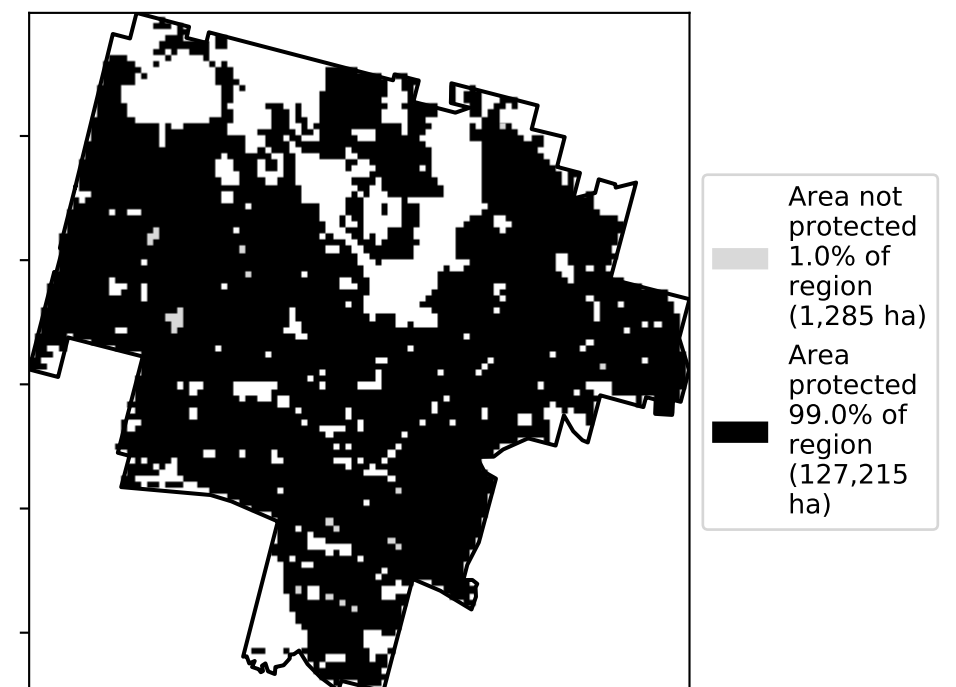 Area not
protected
1.0% of
region
(1,285 ha)
Area
protected
99.0% of
region
(127,215
ha)